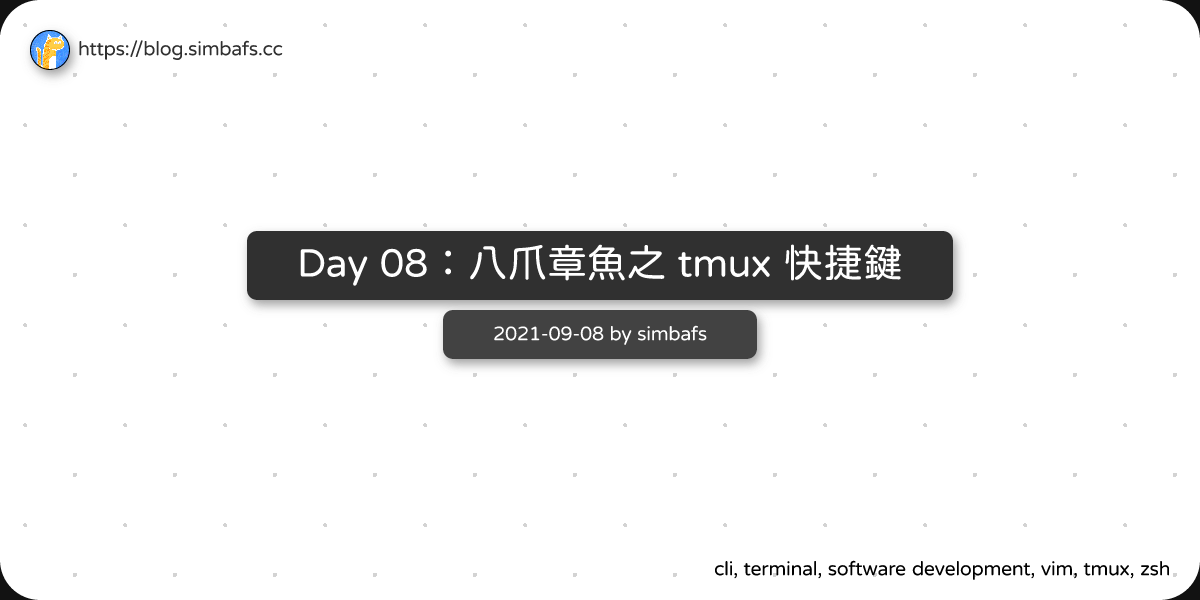 https://blog.simbafs.cc
Day 08：八爪章魚之 tmux 快捷鍵
2021-09-08 by simbafs
cli, terminal, software development, vim, tmux, zsh